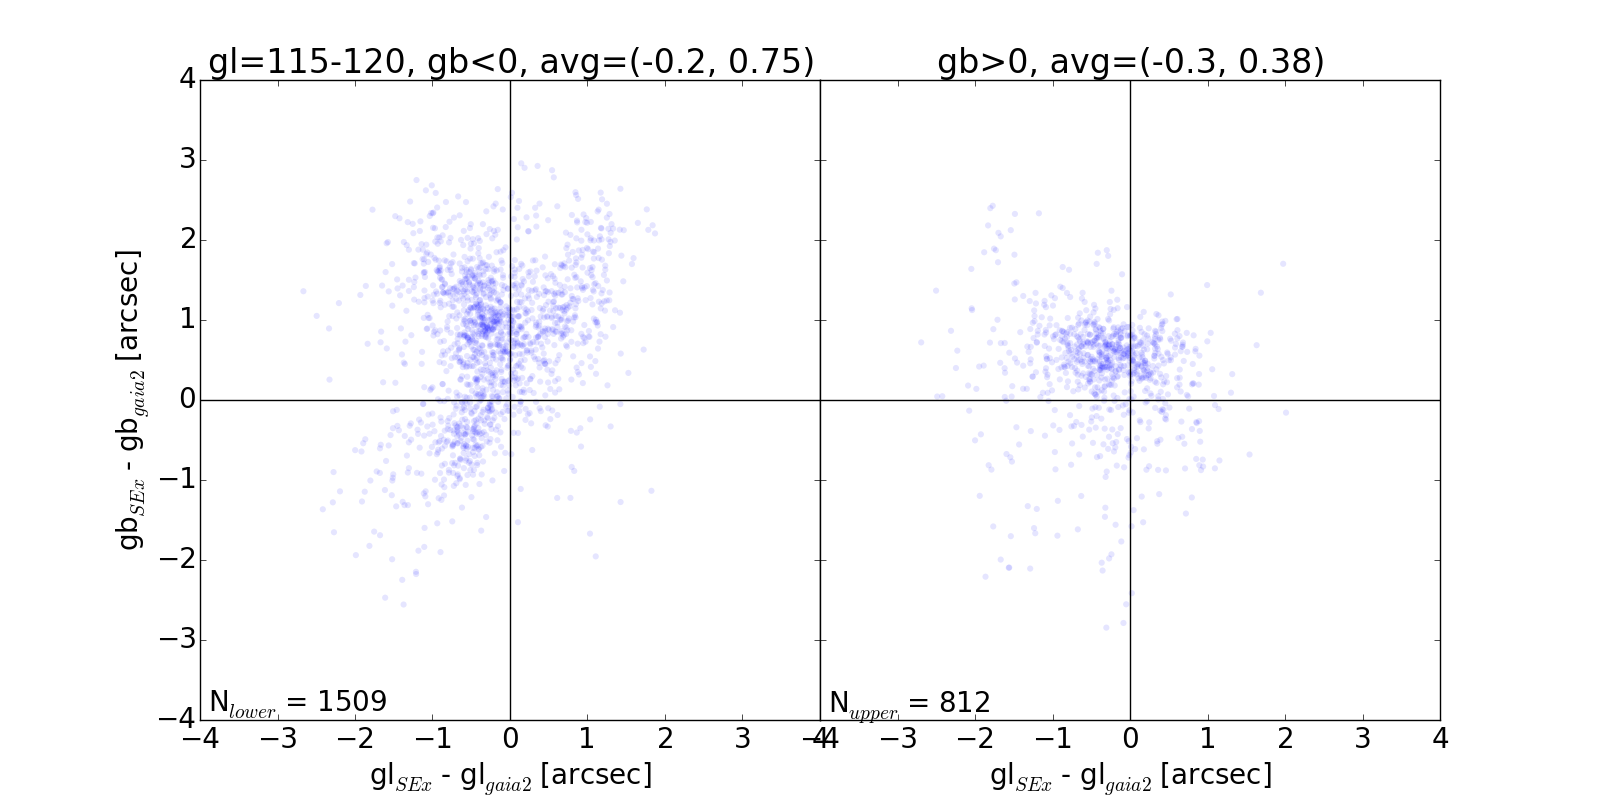 gl=115-120, gb<0, avg=(-0.2, 0.75)
gb>0, avg=(-0.3, 0.38)
4
3
2
1
0
−1
−2
−3
−4
gb_SEx - gb_gaia2 [arcsec]
N_lower = 1509
N_upper = 812
−4 −3 −2 −1 0 1 2 3 4
−4 −3 −2 −1 0 1 2 3 4
gl_SEx - gl_gaia2 [arcsec]
gl_SEx - gl_gaia2 [arcsec]